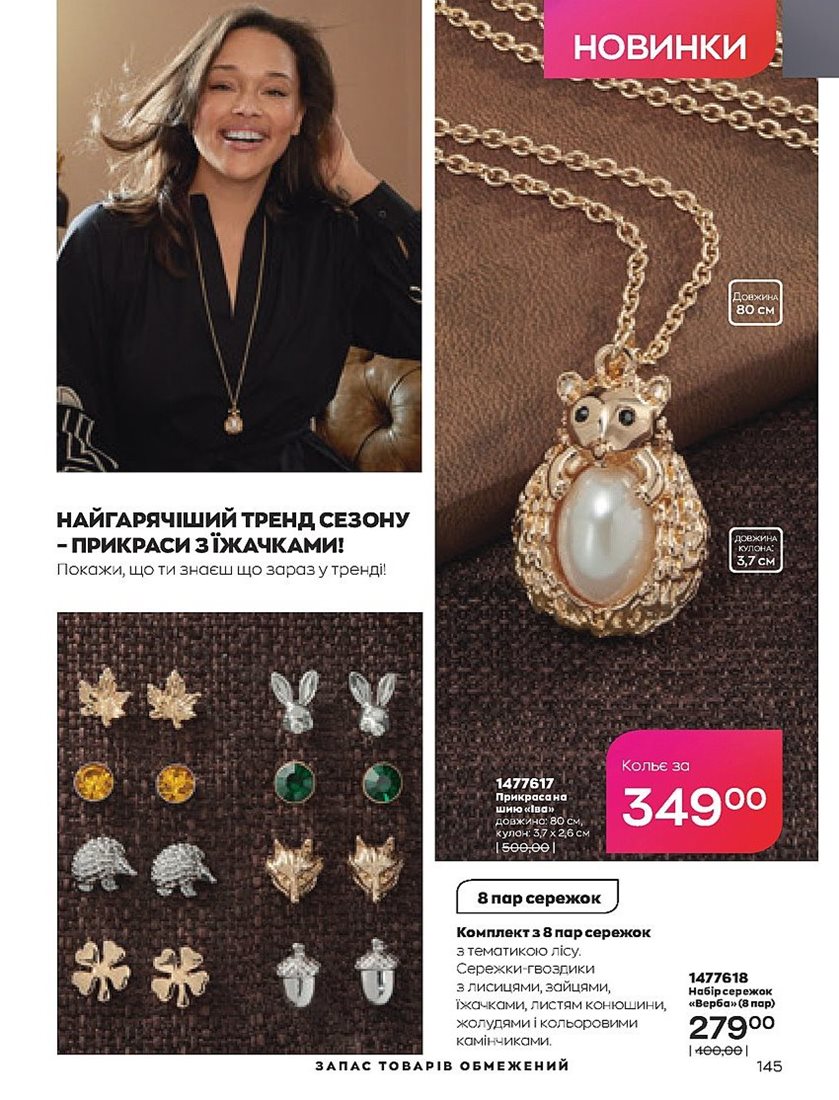 НОВИНКИ
Довжина
80 см
ДОВЖИНА
КУЛОНА:
3,7 см
НАЙГАРЯЧІШИЙ ТРЕНД СЕЗОНУ
– ПРИКРАСИ З ЇЖАЧКАМИ!
Покажи, що ти знаєш що зараз у тренді!
Кольє за
349⁰⁰
1477617
Прикраса на
шию «Іва»
довжина: 80 см,
кулон: 3,7 х 2,6 см
| 500,00 |
8 пар сережок
Комплект з 8 пар сережок
з тематикою лісу.
Сережки-гвоздики
з лисицями, зайцями,
їжачками, листям конюшини,
жолудями і кольоровими
камінчиками.
1477618
Набір сережок
«Верба» (8 пар)
279⁰⁰
| 400,00 |
ЗАПАС ТОВАРІВ ОБМЕЖЕНИЙ
145